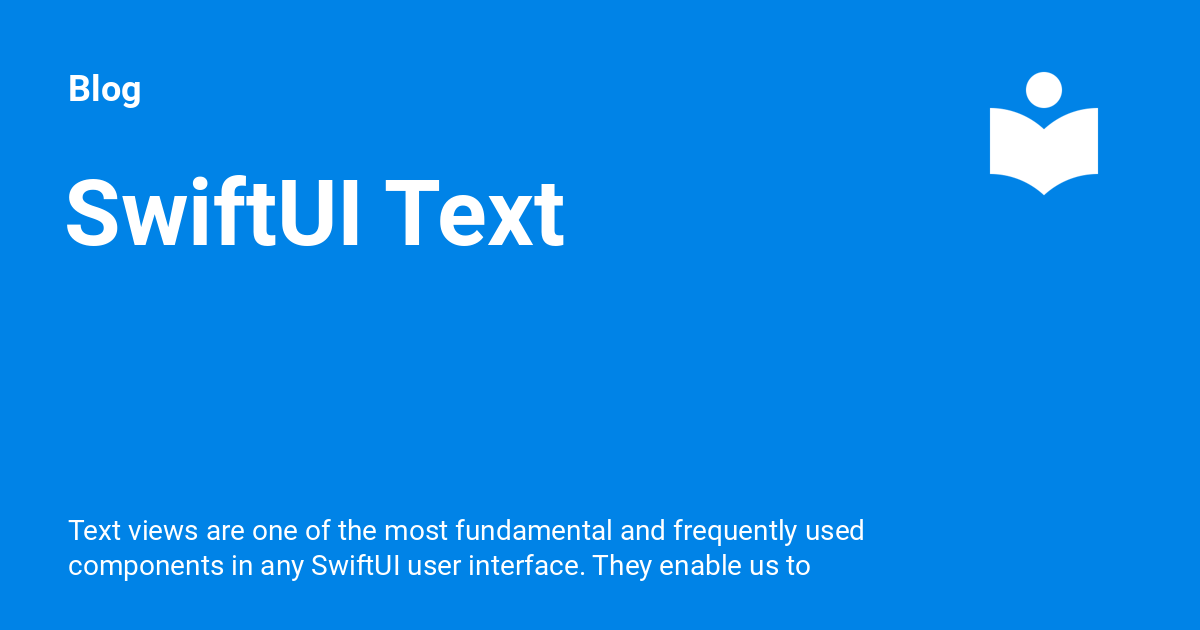 Blog
SwiftUI Text
Text views are one of the most fundamental and frequently used
components in any SwiftUI user interface. They enable us to